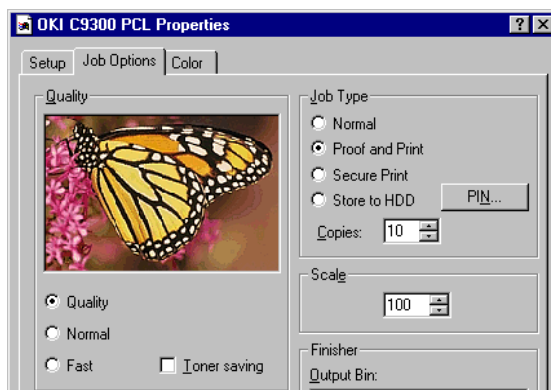 OKI C9300 PCL Properties
Setup
Job Options
Color
Quality
Quality
Normal
Fast
Toner saving
Job Type
Normal
Proof and Print
Secure Print
Store to HDD
PIN...
Copies:
10
Scale
100
Finisher
Output Bin: